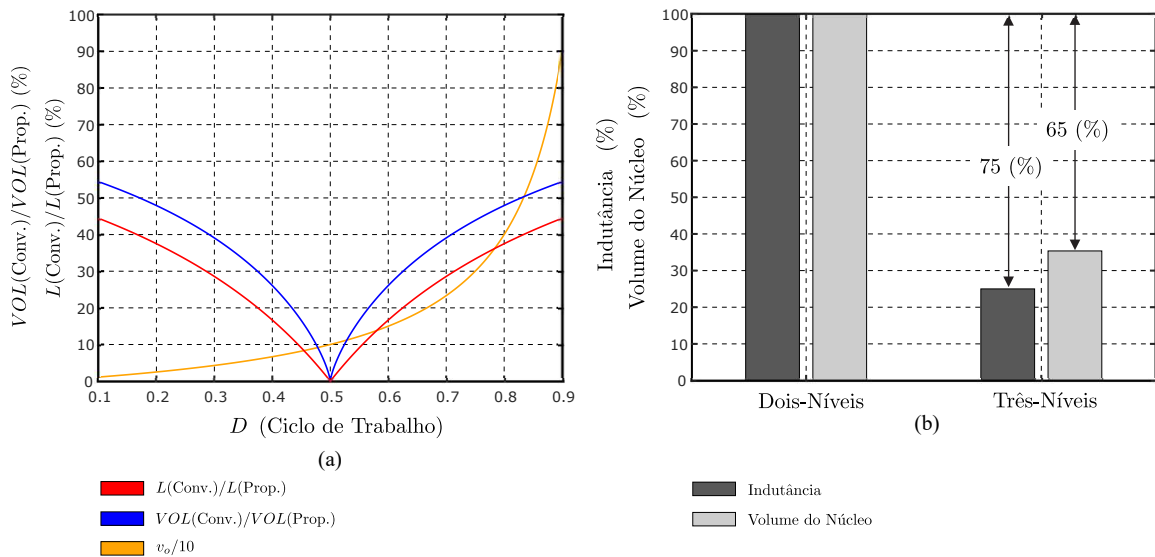 VOL(Conv.)/VOL(Prop.) (%)
L(Conv.)/L(Prop.) (%)
100
90
80
70
60
50
40
30
20
10
0
0.1 0.2 0.3 0.4 0.5 0.6 0.7 0.8 0.9
D (Ciclo de Trabalho)
(a)
L(Conv.)/L(Prop.)
VOL(Conv.)/VOL(Prop.)
vₒ/10
Indutância (%)
Volume do Núcleo (%)
100
90
80
70
60
50
40
30
20
10
0
65 (%)
75 (%)
Dois-Níveis Três-Níveis
(b)
Indutância
Volume do Núcleo